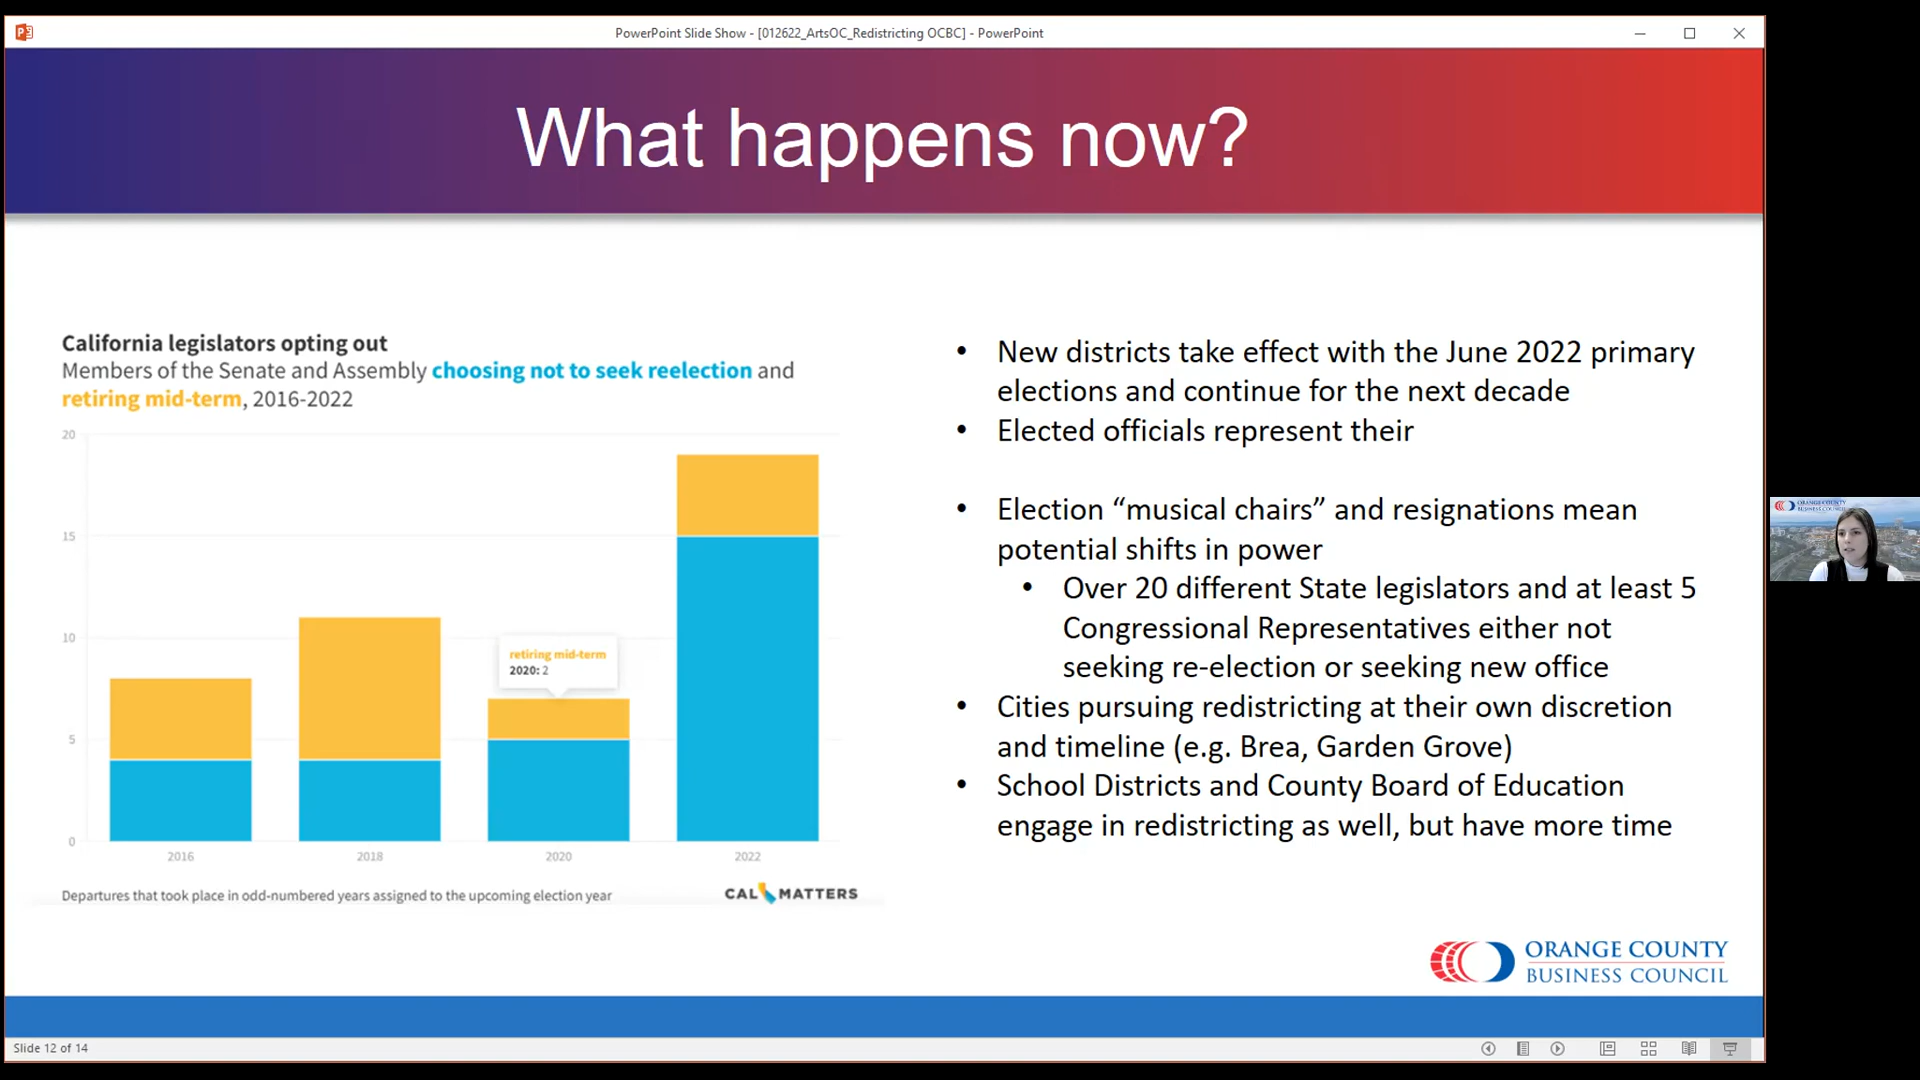 PowerPoint Slide Show - [012622_ArtsOC_Redistricting OCBC] - PowerPoint
What happens now?
California legislators opting out
Members of the Senate and Assembly choosing not to seek reelection and
retiring mid-term, 2016-2022
20
15
10
5
0
retiring mid-term
2020: 2
2016
2018
2020
2022
Departures that took place in odd-numbered years assigned to the upcoming election year
CAL MATTERS
• New districts take effect with the June 2022 primary
elections and continue for the next decade
• Elected officials represent their
• Election “musical chairs” and resignations mean
potential shifts in power
• Over 20 different State legislators and at least 5
Congressional Representatives either not
seeking re-election or seeking new office
• Cities pursuing redistricting at their own discretion
and timeline (e.g. Brea, Garden Grove)
• School Districts and County Board of Education
engage in redistricting as well, but have more time
ORANGE COUNTY
BUSINESS COUNCIL
ORANGE COUNTY
BUSINESS COUNCIL
Slide 12 of 14